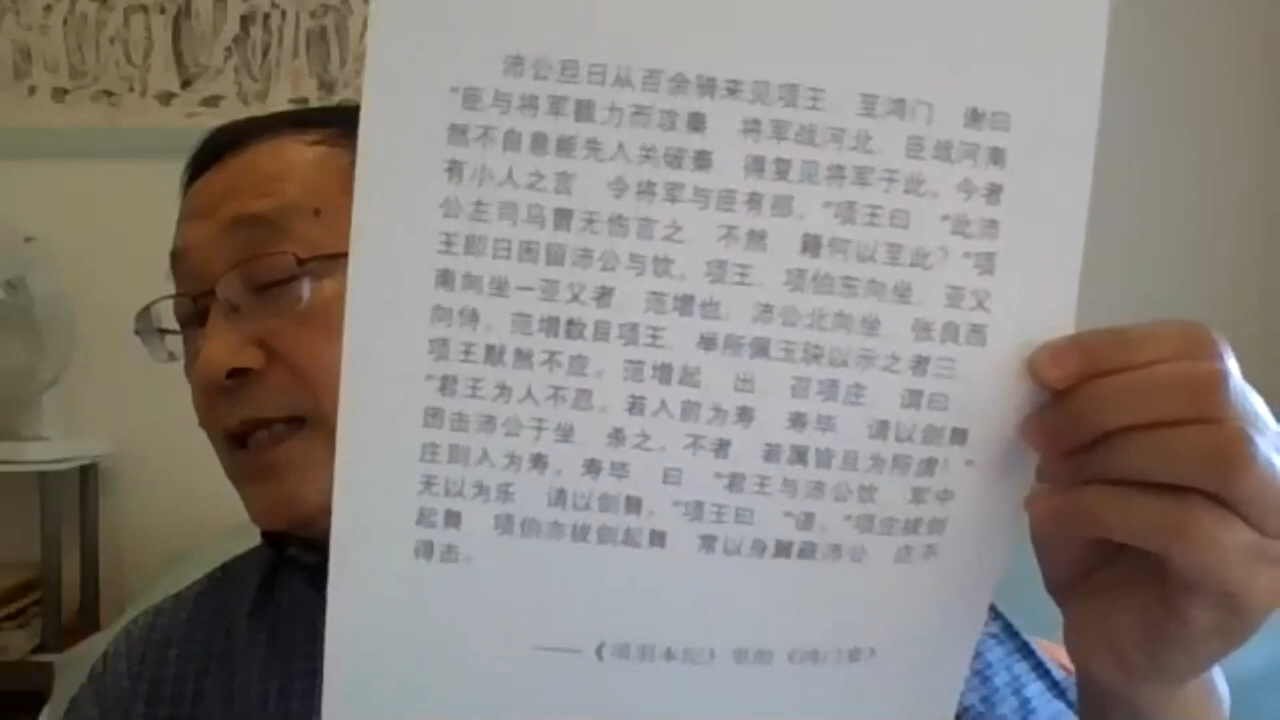 沛公旦日从百余骑来见项王 至鸿门 谢曰
“臣与将军戮力而攻秦 将军战河北 臣战河南
然不自意能先入关破秦 得复见将军于此。今者
有小人之言 令将军与臣有郤。”项王曰 “此沛
公左司马曹无伤言之 不然 籍何以至此？”项
王即日因留沛公与饮。项王、项伯东向坐 亚父
南向坐—亚父者 范增也 沛公北向坐 张良西
向侍。范增数目项王 举所佩玉玦以示之者三
项王默然不应。范增起 出 召项庄 谓曰
“君王为人不忍。若入前为寿 寿毕 请以剑舞
因击沛公于坐 杀之。不者 若属皆且为所虏！”
庄则入为寿。寿毕 曰 “君王与沛公饮 军中
无以为乐 请以剑舞。”项王曰 “诺。”项庄拔剑
起舞 项伯亦拔剑起舞 常以身翼蔽沛公 庄不
得击。
——《项羽本纪》里的《鸿门宴》